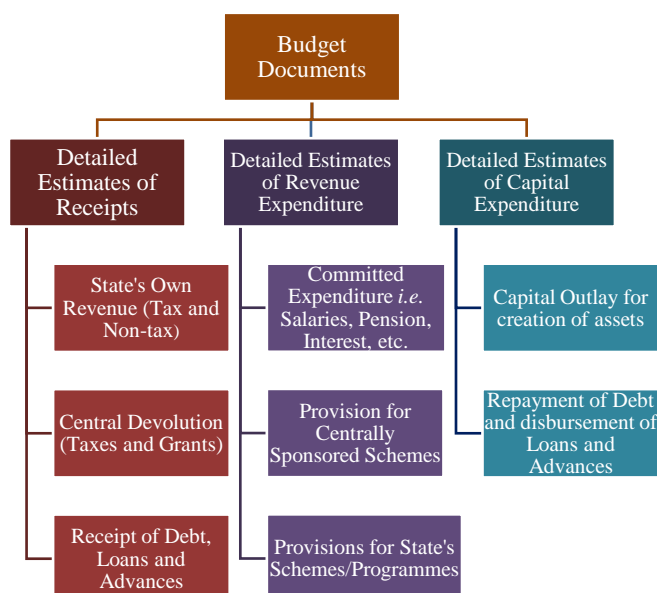 Budget
Documents
Detailed
Estimates of
Receipts
Detailed Estimates
of Revenue
Expenditure
Detailed Estimates
of Capital
Expenditure
State's Own
Revenue (Tax and
Non-tax)
Central Devolution
(Taxes and Grants)
Receipt of Debt,
Loans and
Advances
Committed
Expenditure i.e.
Salaries, Pension,
Interest, etc.
Provision for
Centrally
Sponsored Schemes
Provisions for State's
Schemes/Programmes
Capital Outlay for
creation of assets
Repayment of Debt
and disbursement of
Loans and
Advances